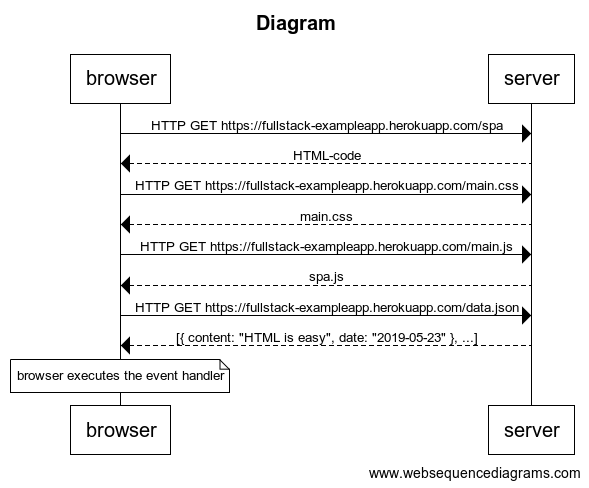 Diagram
browser server
HTTP GET https://fullstack-exampleapp.herokuapp.com/spa
HTML-code
HTTP GET https://fullstack-exampleapp.herokuapp.com/main.css
main.css
HTTP GET https://fullstack-exampleapp.herokuapp.com/main.js
spa.js
HTTP GET https://fullstack-exampleapp.herokuapp.com/data.json
[{ content: "HTML is easy", date: "2019-05-23" }, ...]
browser executes the event handler
browser server
www.websequencediagrams.com